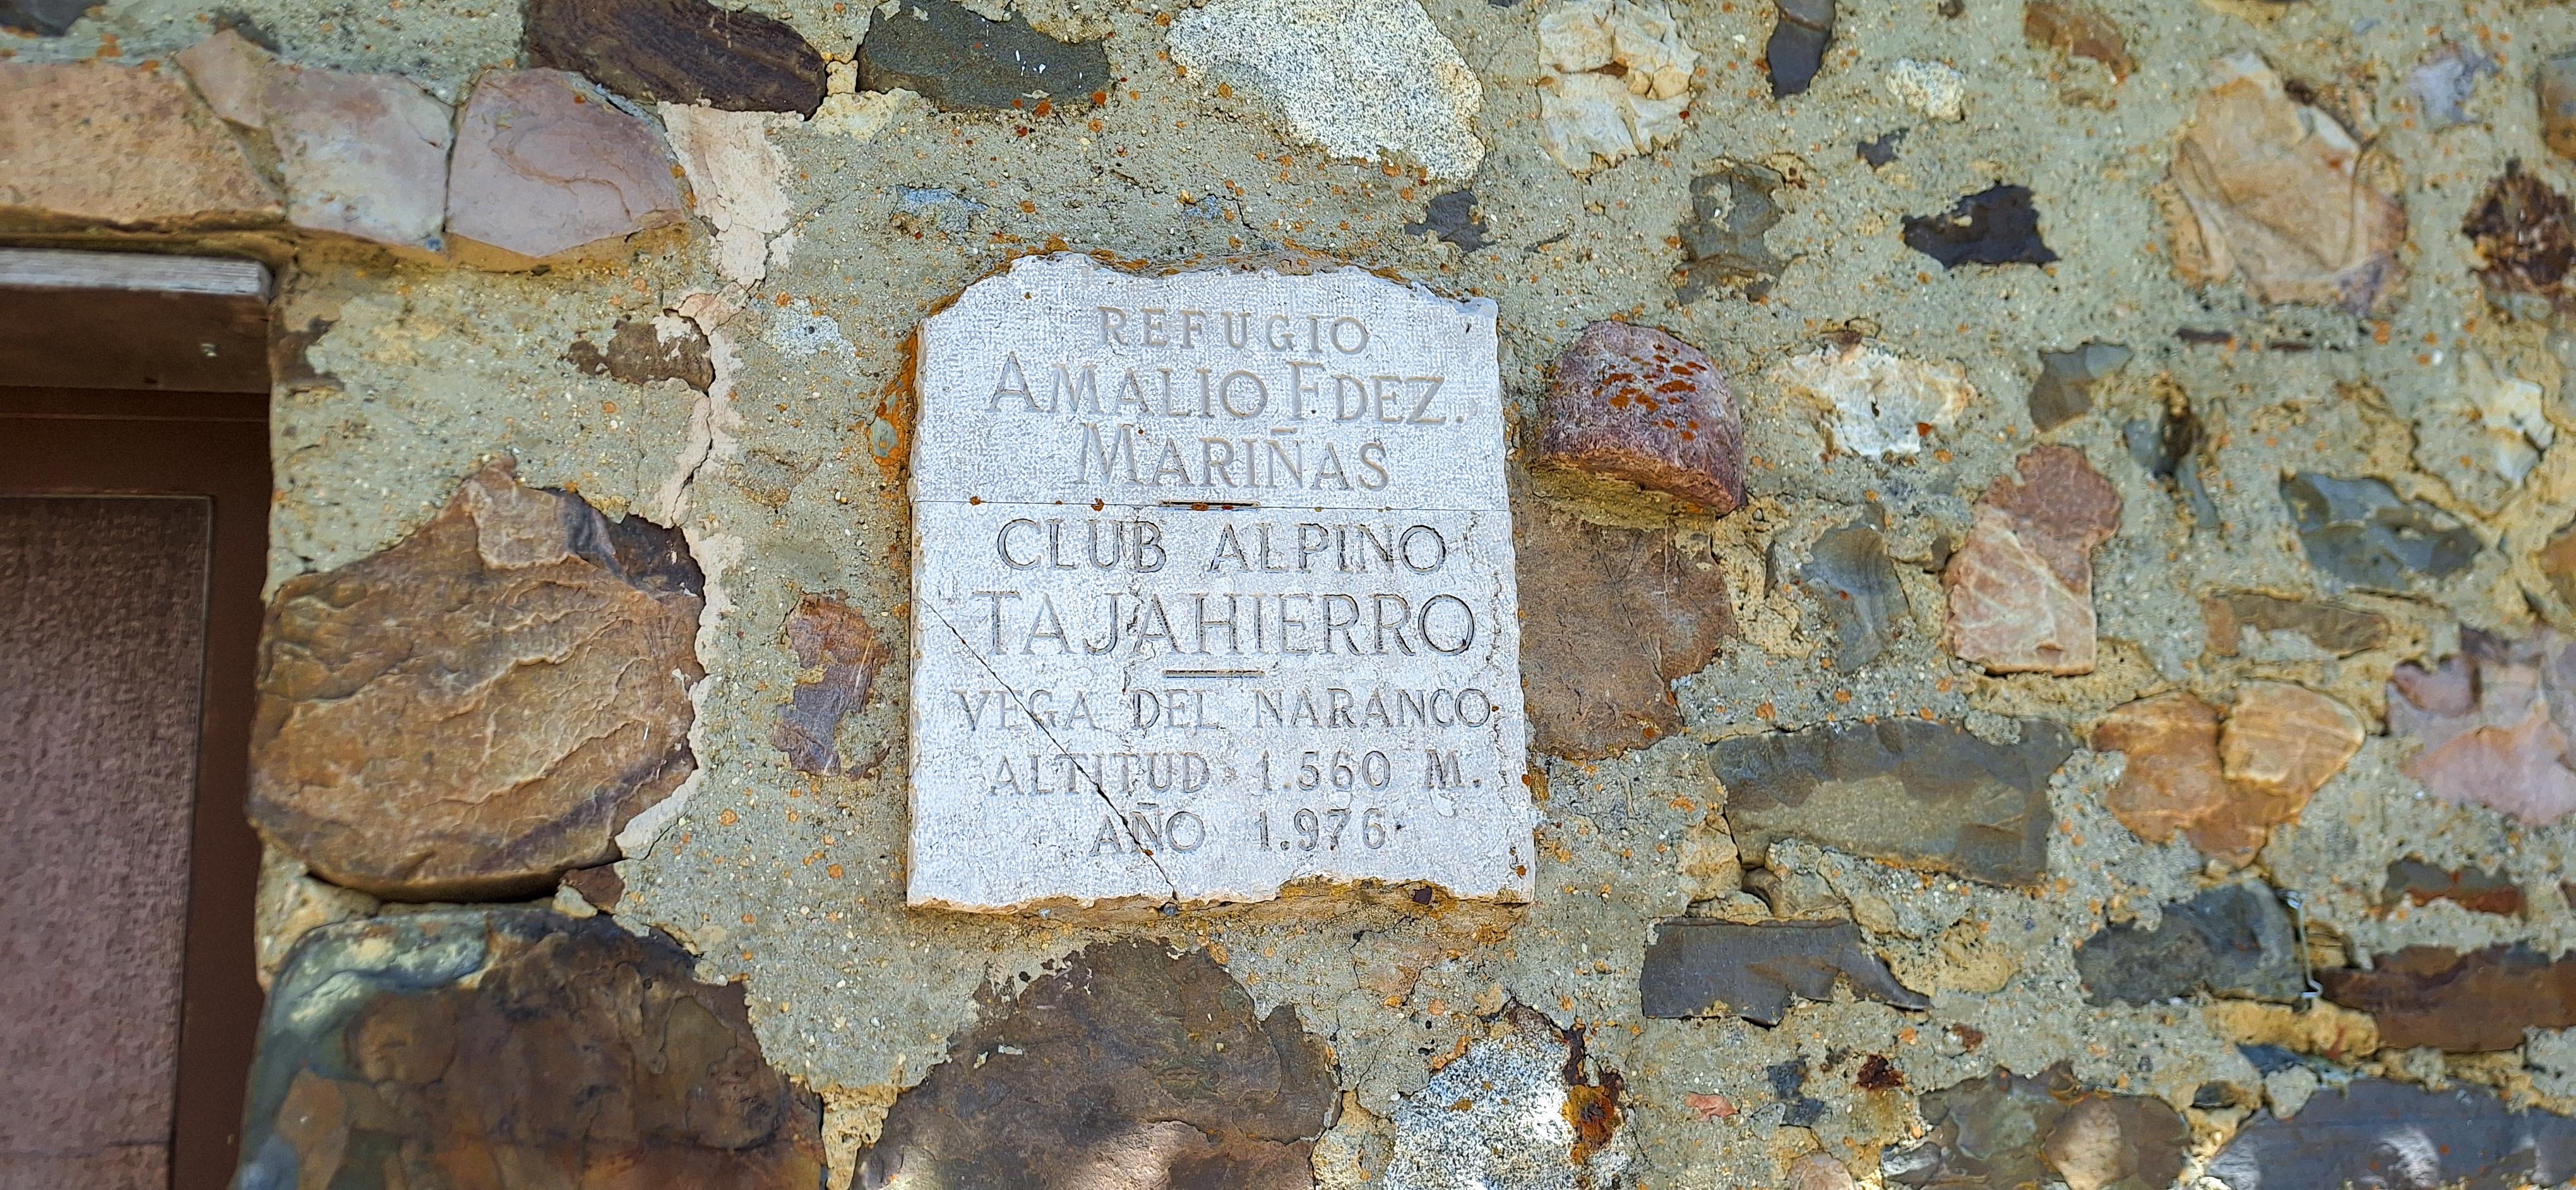 REFUGIO
AMALIO FDEZ.
MARIÑAS
CLUB ALPINO
TAJAHIERRO
VEGA DEL NARANCO
ALTITUD 1.560 M.
AÑO 1.976